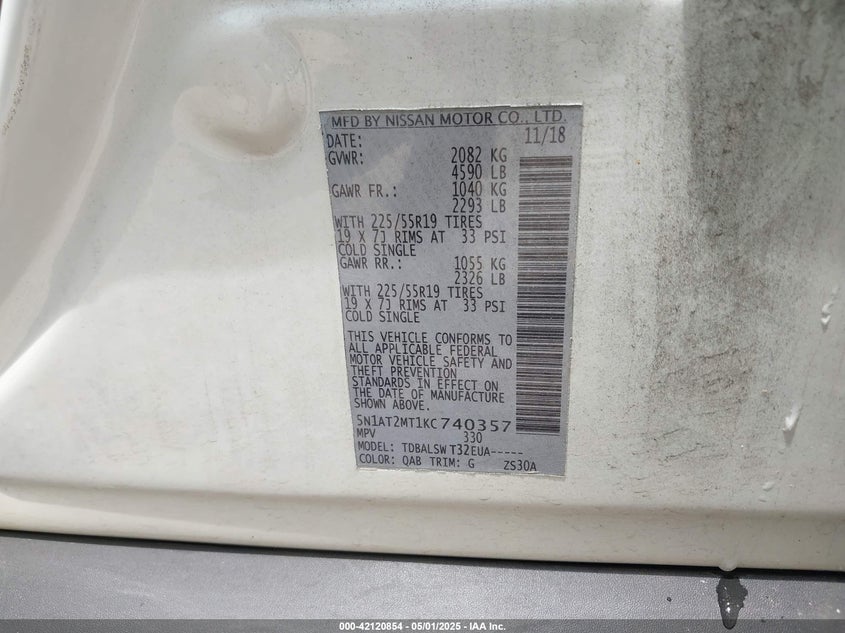 MFD BY NISSAN MOTOR CO., LTD.
DATE: 11/18
GVWR: 2082 KG
4590 LB
GAWR FR.: 1040 KG
2293 LB
WITH 225/55R19 TIRES
19 X 7J RIMS AT 33 PSI
COLD SINGLE
GAWR RR.: 1055 KG
2326 LB
WITH 225/55R19 TIRES
19 X 7J RIMS AT 33 PSI
COLD SINGLE
THIS VEHICLE CONFORMS TO
ALL APPLICABLE FEDERAL
MOTOR VEHICLE SAFETY AND
THEFT PREVENTION
STANDARDS IN EFFECT ON
THE DATE OF MANUFACTURE
SHOWN ABOVE.
5N1AT2MT1KC740357
MPV 330
MODEL: TDBALSW T32EUA-----
COLOR: QAB TRIM: G ZS30A
000-42120854 — 05/01/2025 — IAA Inc.